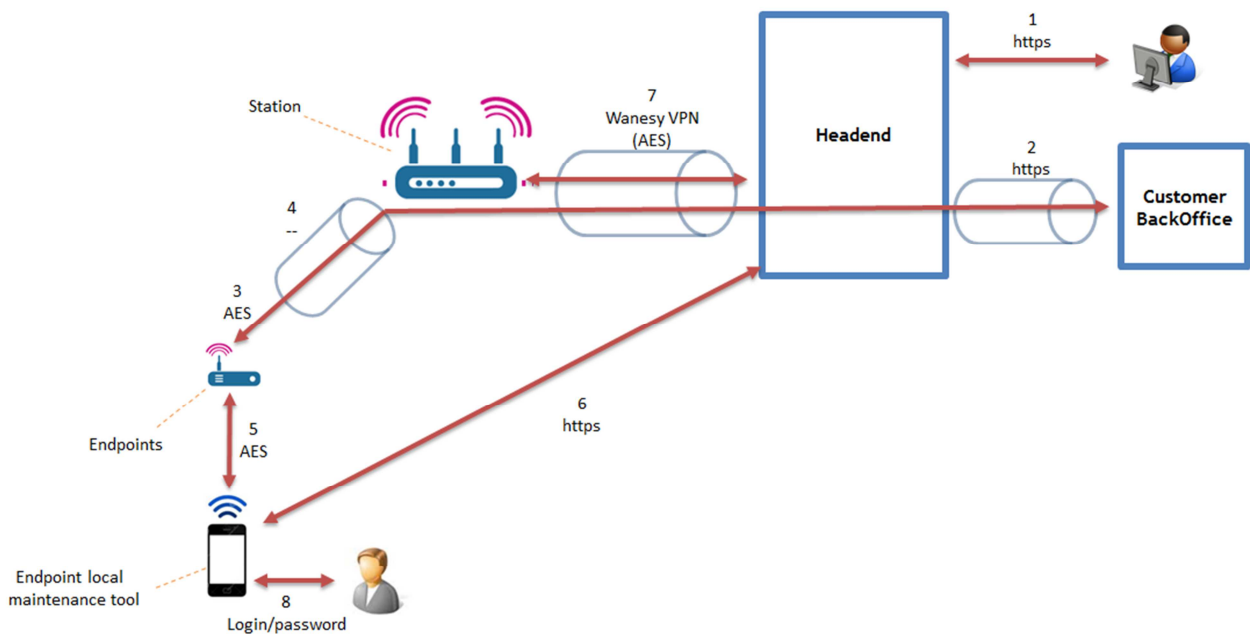 1
https
Station
7
Wanesy VPN
(AES)
Headend
2
https
Customer
BackOffice
4
--
3
AES
Endpoints
5
AES
6
https
Endpoint local
maintenance tool
8
Login/password